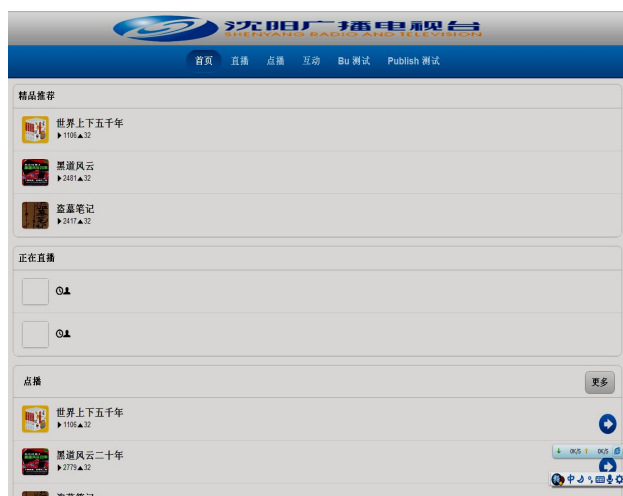 沈阳广播电视台
SHENYANG RADIO AND TELEVISION
首页 直播 点播 互动 Bu 测试 Publish 测试
精品推荐
世界上下五千年
1106 32
黑道风云
2481 32
盗墓笔记
2417 32
正在直播
点播 更多
世界上下五千年
1106 32
黑道风云二十年
2779 32
0K/S 0K/S
中